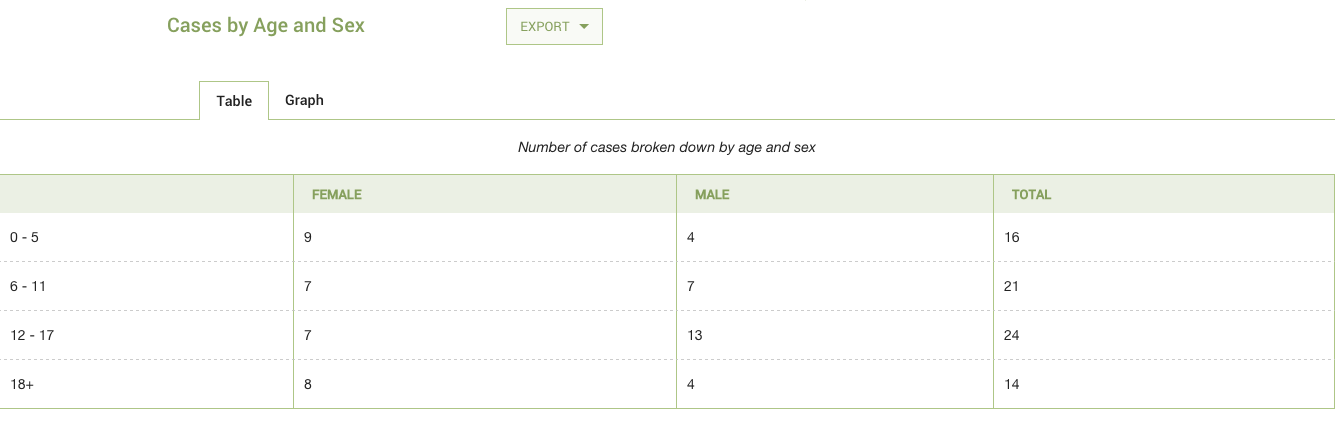 Cases by Age and Sex EXPORT
Table Graph
Number of cases broken down by age and sex
FEMALE MALE TOTAL
0 - 5 9 4 16
6 - 11 7 7 21
12 - 17 7 13 24
18+ 8 4 14